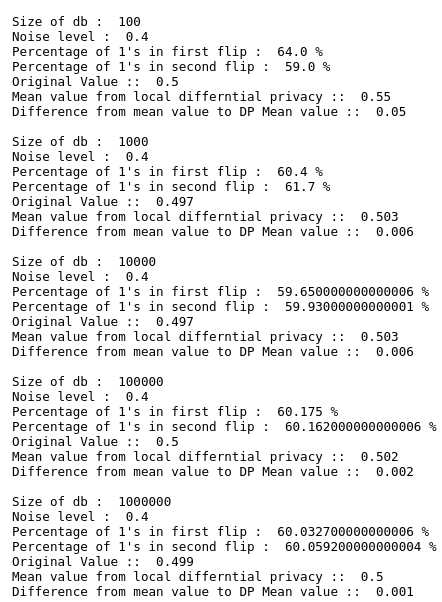 Size of db :  100
Noise level :  0.4
Percentage of 1's in first flip :  64.0 %
Percentage of 1's in second flip :  59.0 %
Original Value ::  0.5
Mean value from local differntial privacy ::  0.55
Difference from mean value to DP Mean value ::  0.05

Size of db :  1000
Noise level :  0.4
Percentage of 1's in first flip :  60.4 %
Percentage of 1's in second flip :  61.7 %
Original Value ::  0.497
Mean value from local differntial privacy ::  0.503
Difference from mean value to DP Mean value ::  0.006

Size of db :  10000
Noise level :  0.4
Percentage of 1's in first flip :  59.650000000000006 %
Percentage of 1's in second flip :  59.93000000000001 %
Original Value ::  0.497
Mean value from local differntial privacy ::  0.503
Difference from mean value to DP Mean value ::  0.006

Size of db :  100000
Noise level :  0.4
Percentage of 1's in first flip :  60.175 %
Percentage of 1's in second flip :  60.162000000000006 %
Original Value ::  0.5
Mean value from local differntial privacy ::  0.502
Difference from mean value to DP Mean value ::  0.002

Size of db :  1000000
Noise level :  0.4
Percentage of 1's in first flip :  60.032700000000006 %
Percentage of 1's in second flip :  60.059200000000004 %
Original Value ::  0.499
Mean value from local differntial privacy ::  0.5
Difference from mean value to DP Mean value ::  0.001